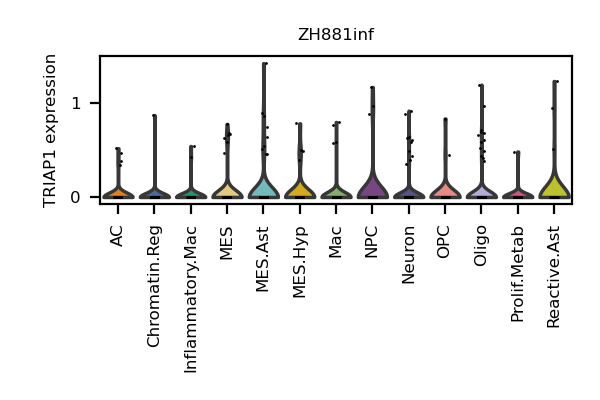 ZH881inf
TRIAP1 expression
1
0
AC
Chromatin.Reg
Inflammatory.Mac
MES
MES.Ast
MES.Hyp
Mac
NPC
Neuron
OPC
Oligo
Prolif.Metab
Reactive.Ast